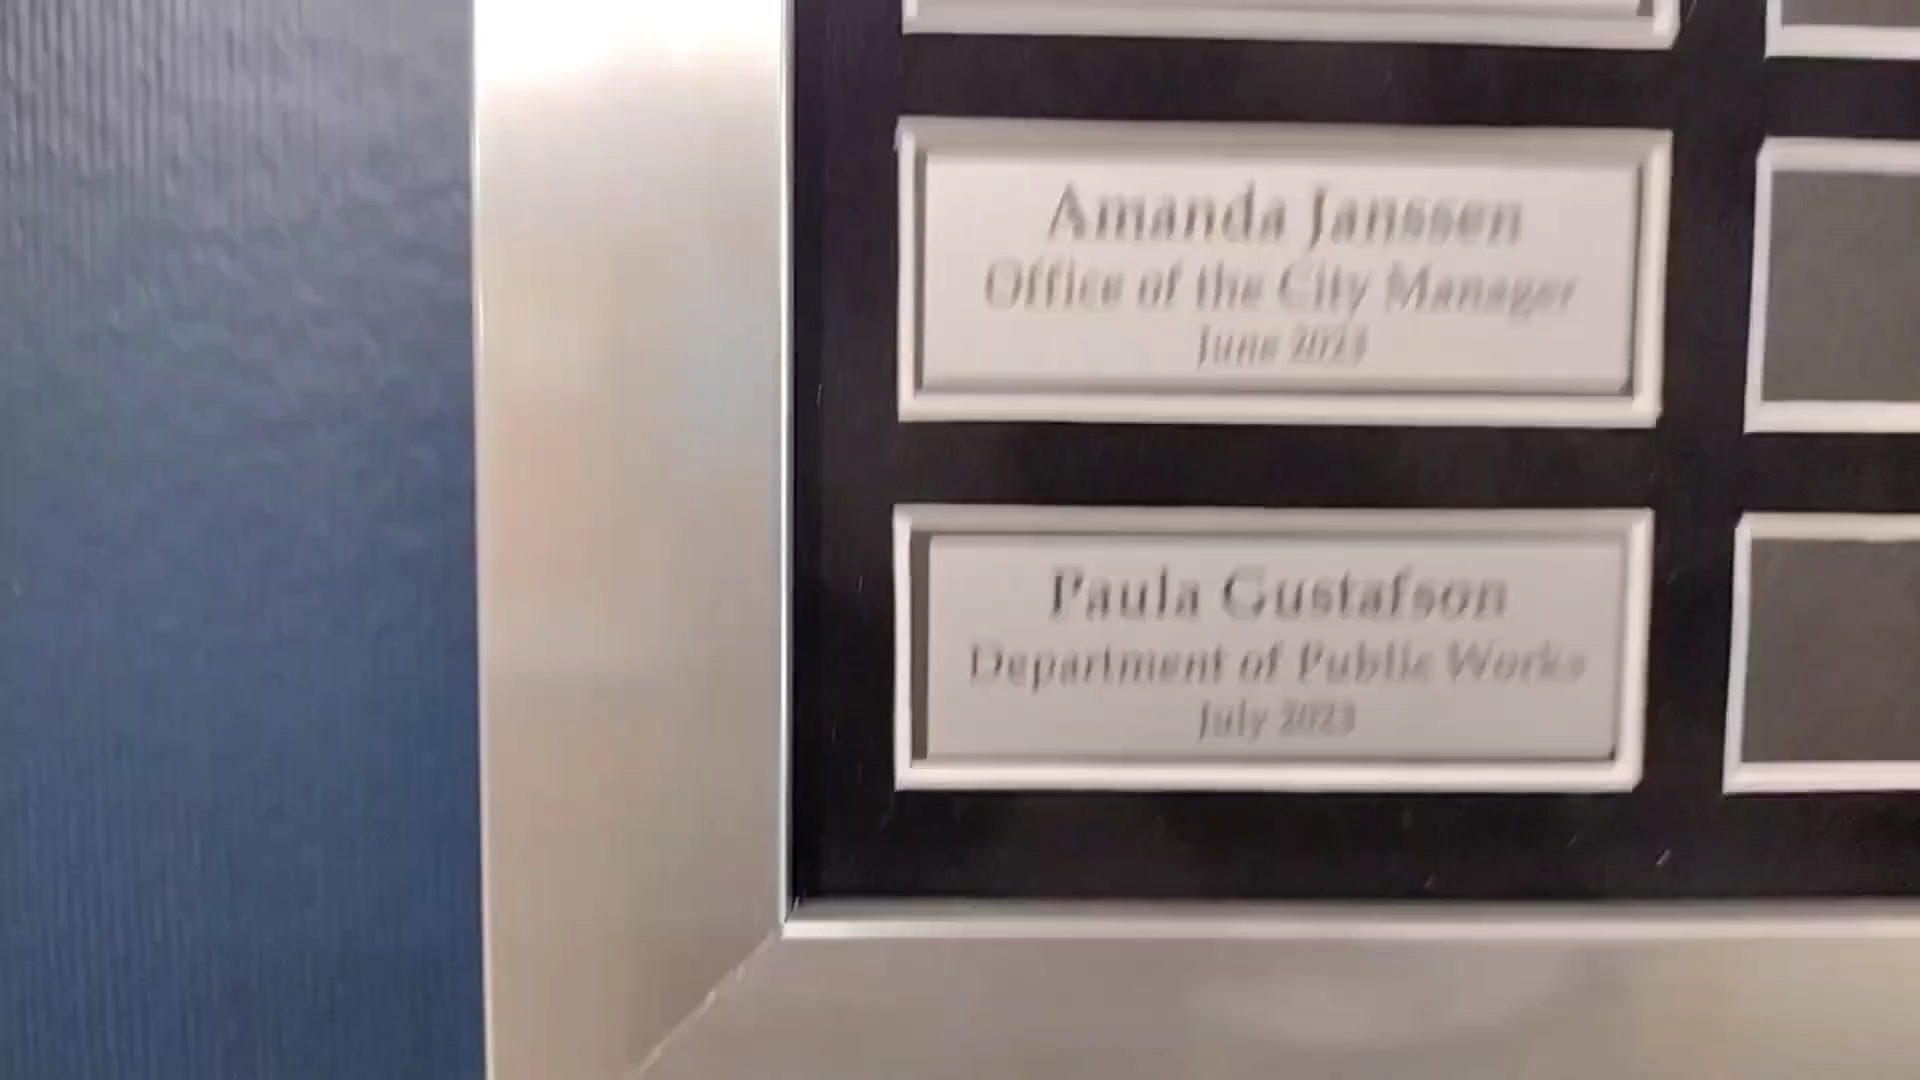 Amanda Janssen
Office of the City Manager
June 2023
Paula Gustafson
Department of Public Works
July 2023